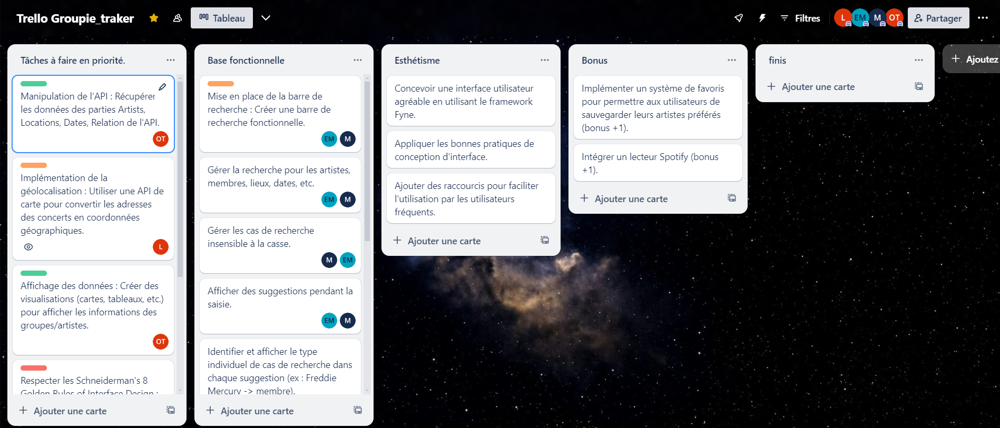 Trello Groupie_traker
Tableau
Filtres
L
EM
M
OT
Partager
Tâches à faire en priorité.
Manipulation de l'API : Récupérer
les données des parties Artists,
Locations, Dates, Relation de l'API.
OT
Implémentation de la
géolocalisation : Utiliser une API de
carte pour convertir les adresses
des concerts en coordonnées
géographiques.
L
Affichage des données : Créer des
visualisations (cartes, tableaux, etc.)
pour afficher les informations des
groupes/artistes.
OT
Respecter les Schneiderman's 8
Golden Rules of Interface Design :
Ajouter une carte
Base fonctionnelle
Mise en place de la barre de
recherche : Créer une barre de
recherche fonctionnelle.
EM M
Gérer la recherche pour les artistes,
membres, lieux, dates, etc.
EM M
Gérer les cas de recherche
insensible à la casse.
M EM
Afficher des suggestions pendant la
saisie.
EM M
Identifier et afficher le type
individuel de cas de recherche dans
chaque suggestion (ex : Freddie
Mercury -> membre).
Ajouter une carte
Esthétisme
Concevoir une interface utilisateur
agréable en utilisant le framework
Fyne.
Appliquer les bonnes pratiques de
conception d'interface.
Ajouter des raccourcis pour faciliter
l'utilisation par les utilisateurs
fréquents.
Ajouter une carte
Bonus
Implémenter un système de favoris
pour permettre aux utilisateurs de
sauvegarder leurs artistes préférés
(bonus +1).
Intégrer un lecteur Spotify (bonus
+1).
Ajouter une carte
finis
Ajouter une carte
Ajoutez